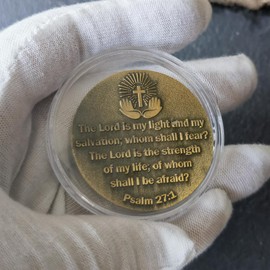 The Lord is my light and my
salvation; whom shall I fear?
The Lord is the strength
of my life; of whom
shall I be afraid?
Psalm 27:1